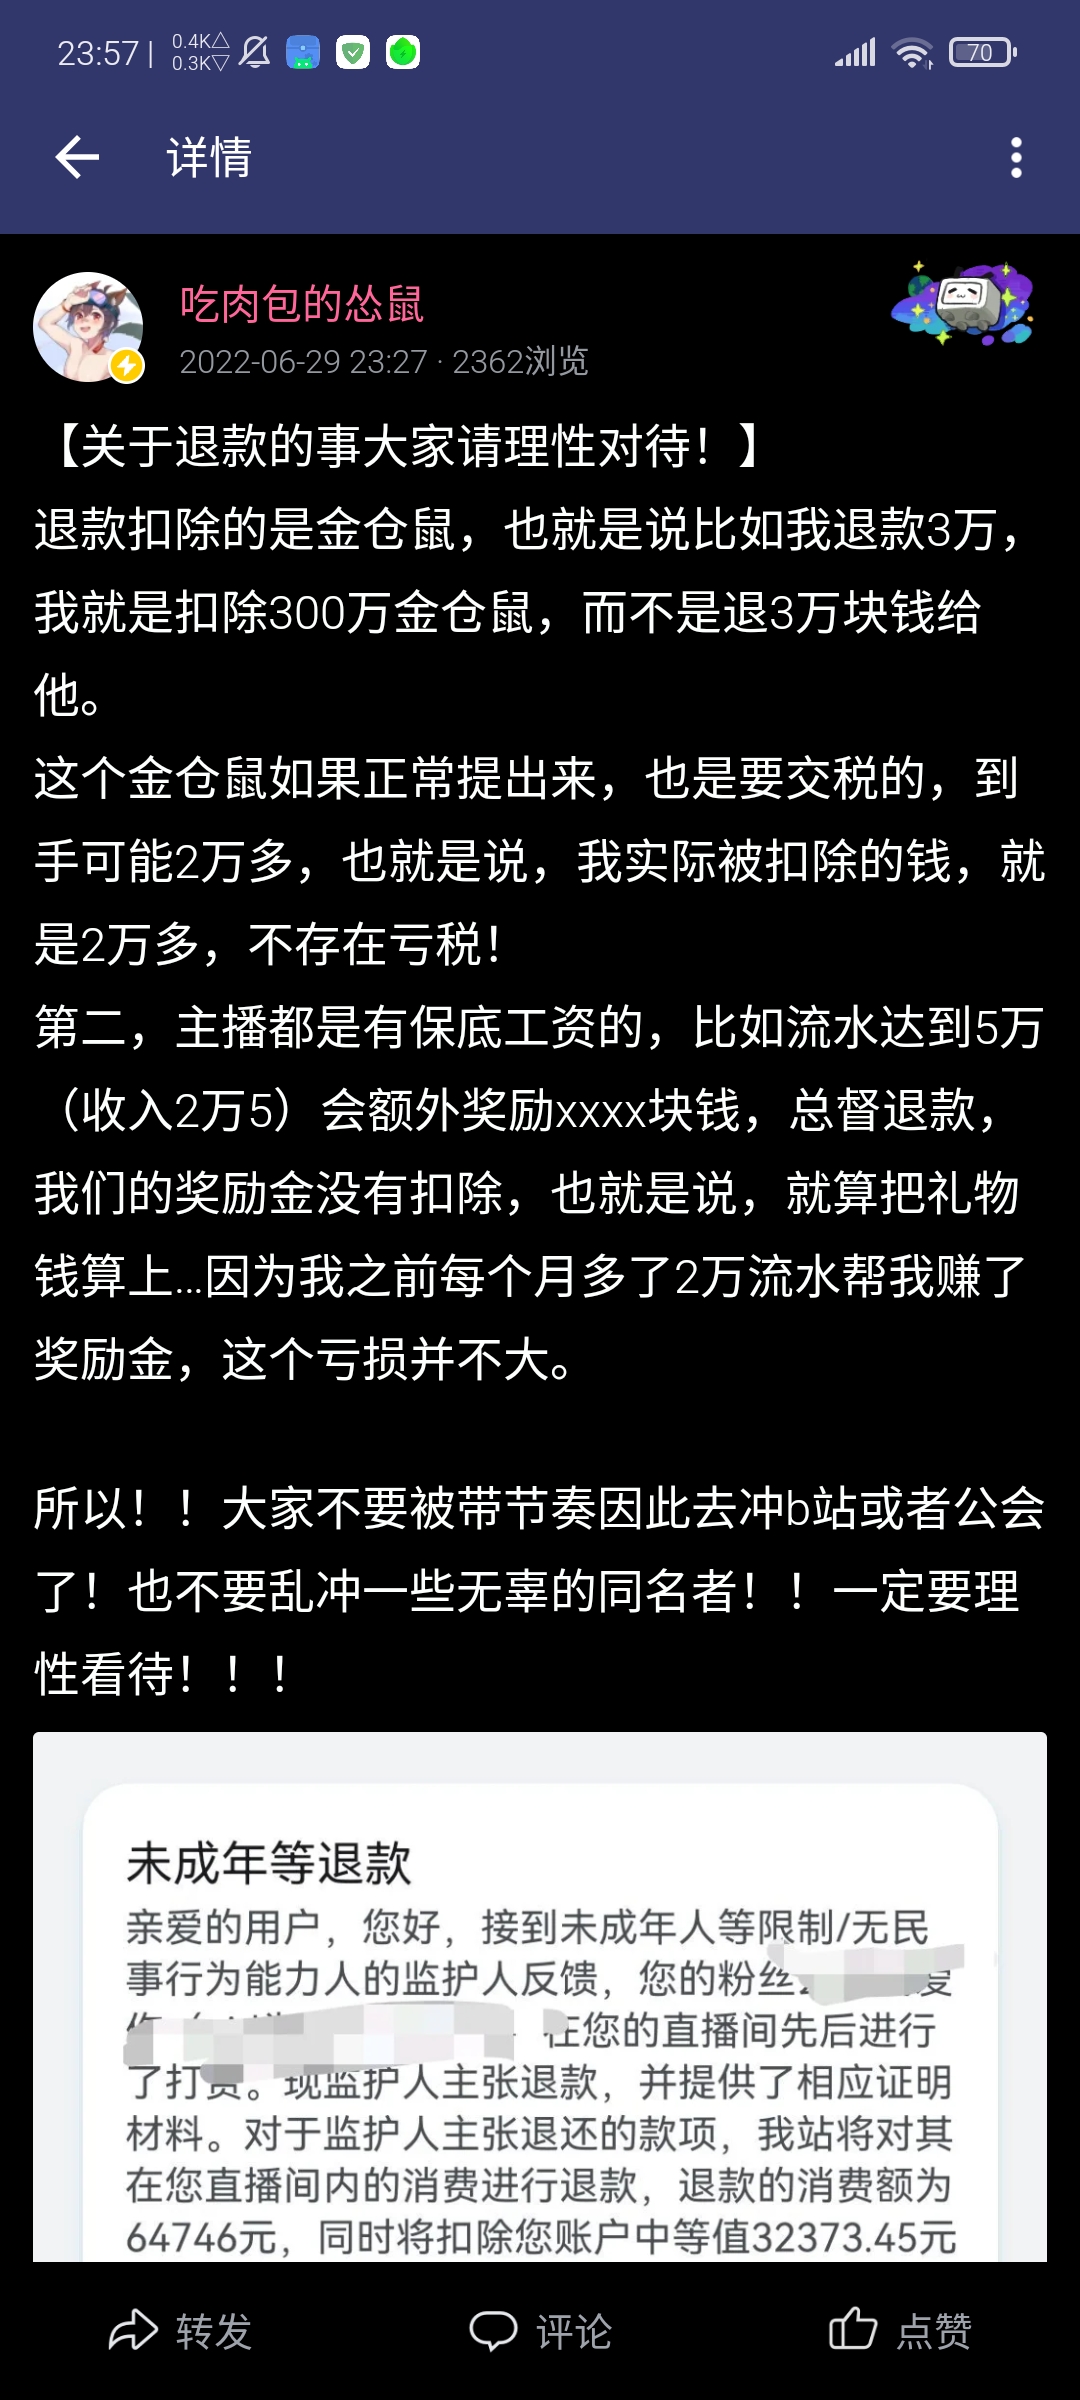 23:57 |
0.4K△
0.3K▽
70
详情
吃肉包的怂鼠
2022-06-29 23:27 · 2362浏览
【关于退款的事大家请理性对待！】
退款扣除的是金仓鼠，也就是说比如我退款3万，
我就是扣除300万金仓鼠，而不是退3万块钱给
他。
这个金仓鼠如果正常提出来，也是要交税的，到
手可能2万多，也就是说，我实际被扣除的钱，就
是2万多，不存在亏税！
第二，主播都是有保底工资的，比如流水达到5万
（收入2万5）会额外奖励xxxx块钱，总督退款，
我们的奖励金没有扣除，也就是说，就算把礼物
钱算上...因为我之前每个月多了2万流水帮我赚了
奖励金，这个亏损并不大。
所以！！大家不要被带节奏因此去冲b站或者公会
了！也不要乱冲一些无辜的同名者！！一定要理
性看待！！！
未成年等退款
亲爱的用户，您好，接到未成年人等限制/无民
事行为能力人的监护人反馈，您的粉丝 爱
在您的直播间先后进行
了打赏。现监护人主张退款，并提供了相应证明
材料。对于监护人主张退还的款项，我站将对其
在您直播间内的消费进行退款，退款的消费额为
64746元，同时将扣除您账户中等值32373.45元
转发
评论
点赞